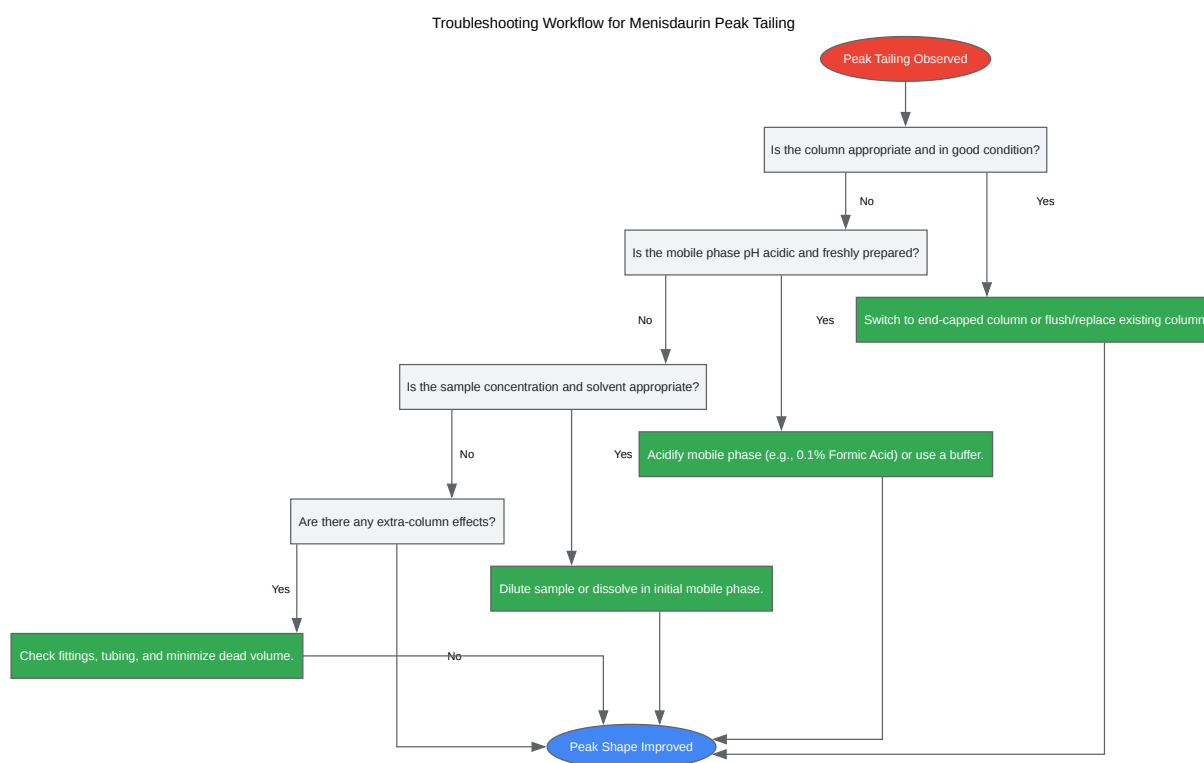 Troubleshooting Workflow for Menisdaurin Peak Tailing
Peak Tailing Observed
Is the column appropriate and in good condition?
No
Yes
Is the mobile phase pH acidic and freshly prepared?
Switch to end-capped column or flush/replace existing column
No
Yes
Is the sample concentration and solvent appropriate?
Acidify mobile phase (e.g., 0.1% Formic Acid) or use a buffer.
No
Yes
Are there any extra-column effects?
Dilute sample or dissolve in initial mobile phase.
Yes
Check fittings, tubing, and minimize dead volume.
No
Peak Shape Improved